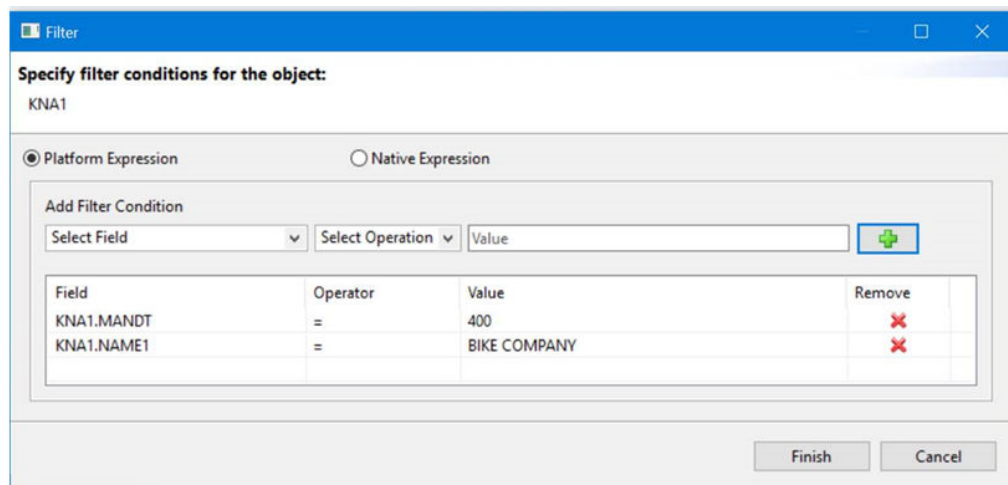 Filter
Specify filter conditions for the object:
KNA1
Platform Expression Native Expression
Add Filter Condition
Select Field Select Operation Value
Field Operator Value Remove
KNA1.MANDT = 400
KNA1.NAME1 = BIKE COMPANY
Finish Cancel